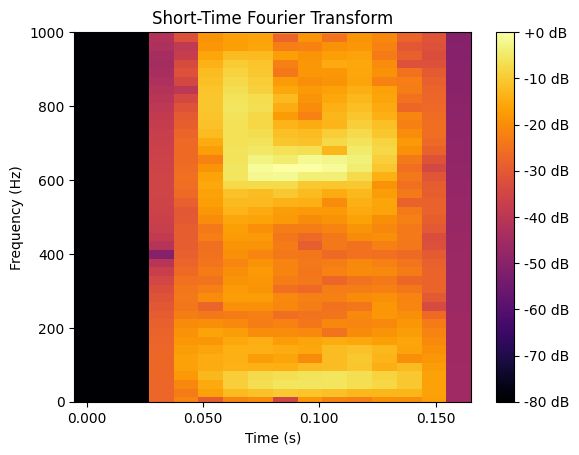 Short-Time Fourier Transform
1000
800
600
400
200
0
Frequency (Hz)
0.000
0.050
0.100
0.150
Time (s)
+0 dB
-10 dB
-20 dB
-30 dB
-40 dB
-50 dB
-60 dB
-70 dB
-80 dB